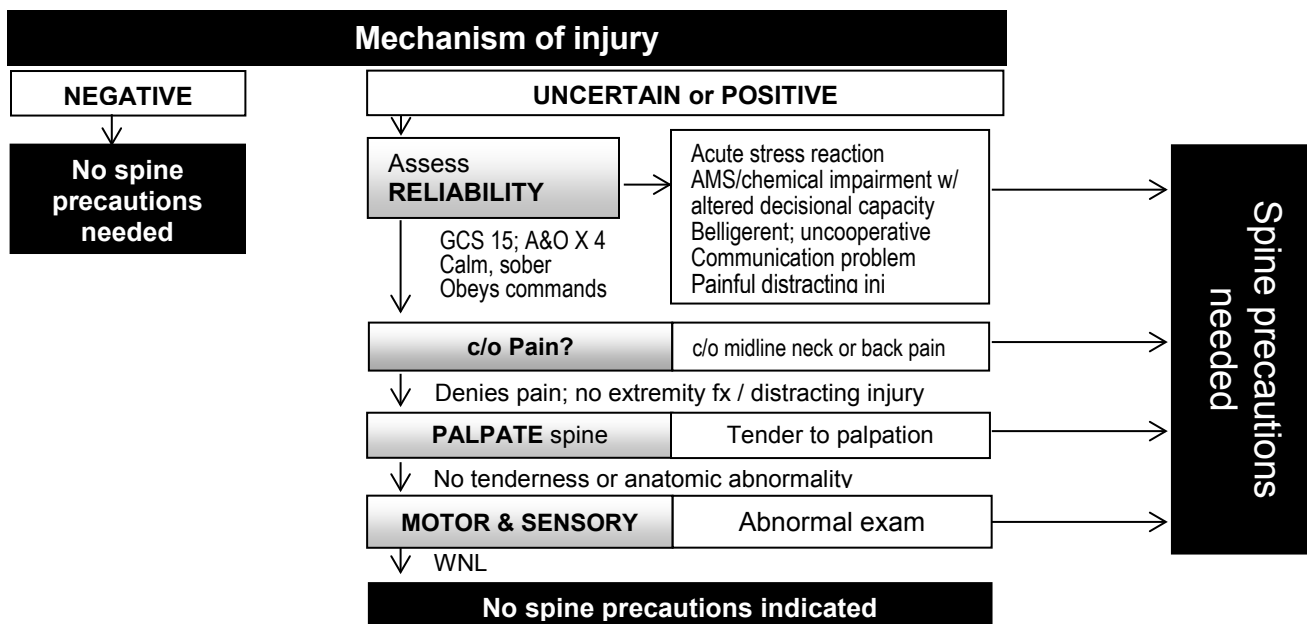 Mechanism of injury
NEGATIVE
UNCERTAIN or POSITIVE
No spine
precautions
needed
Assess
RELIABILITY
Acute stress reaction
AMS/chemical impairment w/
altered decisional capacity
Belligerent; uncooperative
Communication problem
Painful distracting inj
GCS 15; A&O X 4
Calm, sober
Obeys commands
c/o Pain?
c/o midline neck or back pain
Denies pain; no extremity fx / distracting injury
PALPATE spine
Tender to palpation
No tenderness or anatomic abnormality
MOTOR & SENSORY
Abnormal exam
WNL
No spine precautions indicated
Spine precautions
needed